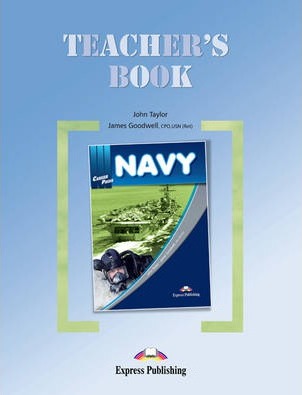 TEACHER'S
BOOK
John Taylor
James Goodwell, CPO, USN (Ret)
CAREER
PATHS
NAVY
Express Publishing
Express Publishing